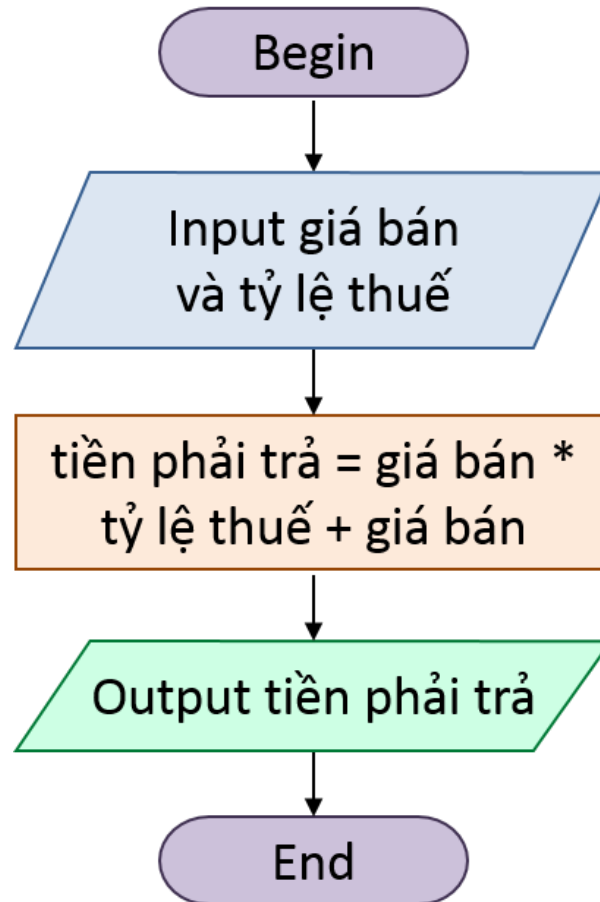 Begin
Input giá bán
và tỷ lệ thuế
tiền phải trả = giá bán *
tỷ lệ thuế + giá bán
Output tiền phải trả
End